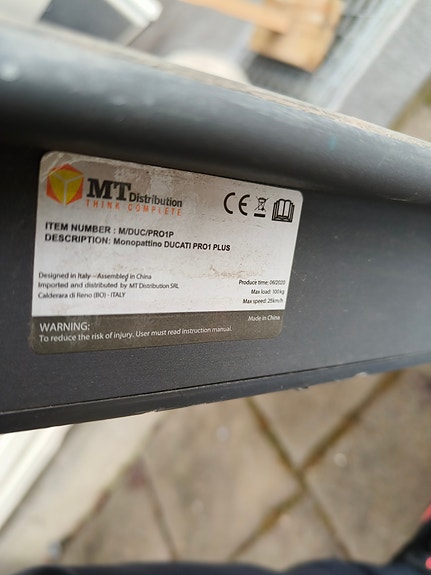 MT Distribution
THINK COMPLETE
CE
ITEM NUMBER : M/DUC/PRO1P
DESCRIPTION: Monopattino DUCATI PRO1 PLUS
Designed in Italy - Assembled in China
Imported and distributed by MT Distribution SRL
Calderara di Reno (BO) - ITALY
Produce time: 06/2020
Max load: 100kg
Max speed: 25km/h
Made in China
WARNING:
To reduce the risk of injury. User must read instruction manual.